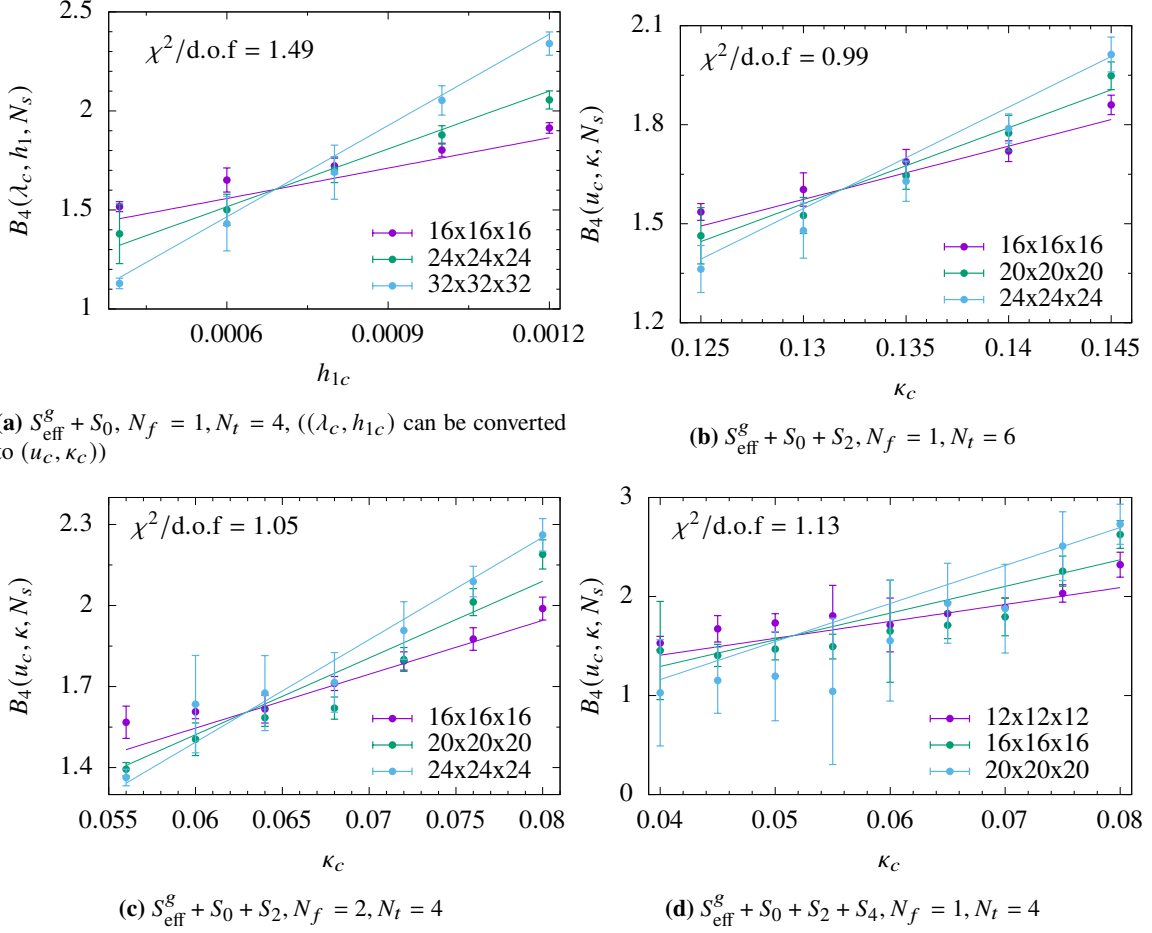 2.5
2
1.5
1
B₄(λ_c, h₁, N_s)
χ²/d.o.f = 1.49
16x16x16
24x24x24
32x32x32
0.0006
0.0009
0.0012
h₁c
(a) S^g_eff + S₀, N_f = 1, N_t = 4, ((λ_c, h₁c) can be converted
to (u_c, κ_c))
2.1
1.8
1.5
1.2
B₄(u_c, κ, N_s)
χ²/d.o.f = 0.99
16x16x16
20x20x20
24x24x24
0.125
0.13
0.135
0.14
0.145
κ_c
(b) S^g_eff + S₀ + S₂, N_f = 1, N_t = 6
2.3
2
1.7
1.4
B₄(u_c, κ, N_s)
χ²/d.o.f = 1.05
16x16x16
20x20x20
24x24x24
0.055
0.06
0.065
0.07
0.075
0.08
κ_c
(c) S^g_eff + S₀ + S₂, N_f = 2, N_t = 4
3
2
1
0
B₄(u_c, κ, N_s)
χ²/d.o.f = 1.13
12x12x12
16x16x16
20x20x20
0.04
0.05
0.06
0.07
0.08
κ_c
(d) S^g_eff + S₀ + S₂ + S₄, N_f = 1, N_t = 4